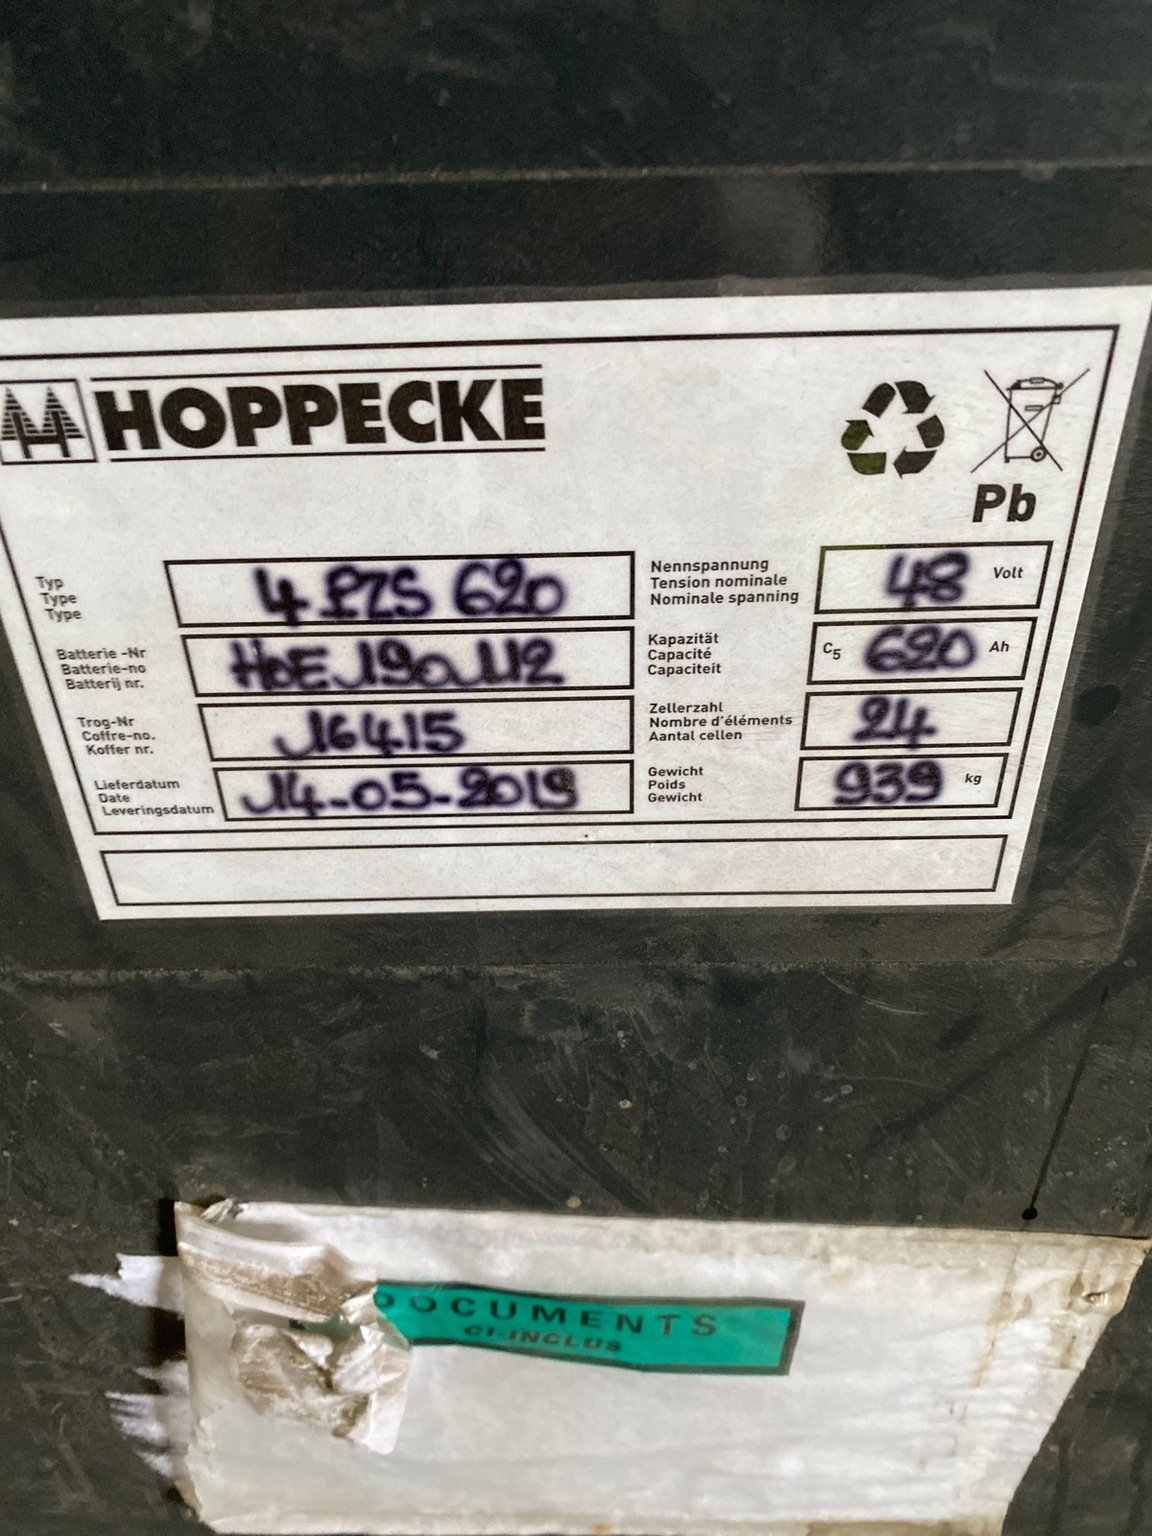 HOPPECKE
Pb
Typ
Type
Type
4 PZS 620
Batterie -Nr
Batterie-no
Batterij nr.
HOE190112
Trog-Nr
Coffre-no.
Koffer nr.
16415
Lieferdatum
Date
Leveringsdatum
14-05-2019
Nennspannung
Tension nominale
Nominale spanning
48 Volt
Kapazität
Capacité
Capaciteit
C5 620 Ah
Zellerzahl
Nombre d'éléments
Aantal cellen
24
Gewicht
Poids
Gewicht
939 kg
DOCUMENTS
CI-INCLUS